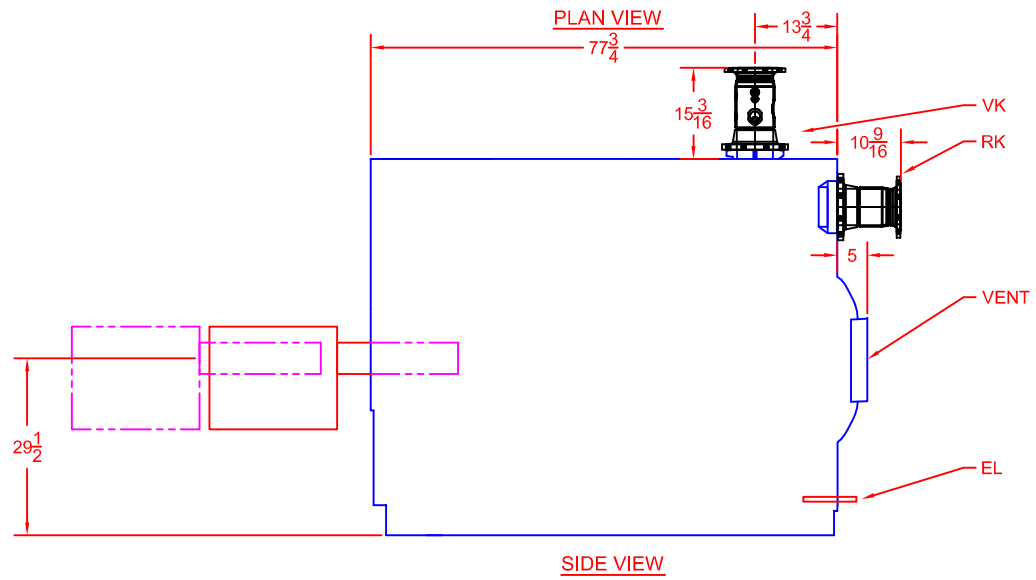 PLAN VIEW
13 3/4
77 3/4
15 3/16
VK
10 9/16
RK
5
VENT
29 1/2
EL
SIDE VIEW